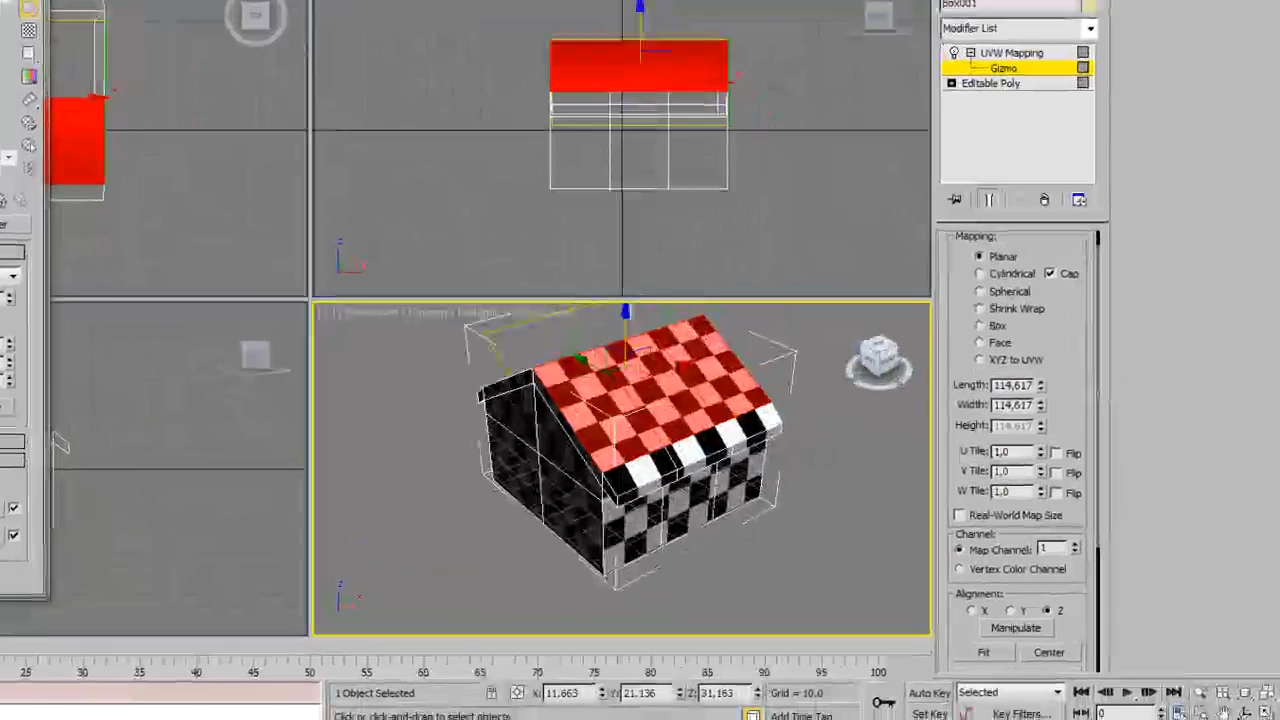 Box001
Modifier List
UVW Mapping
Gizmo
Editable Poly
Mapping:
Planar
Cylindrical Cap
Spherical
Shrink Wrap
Box
Face
XYZ to UVW
Length: 114,617
Width: 114,617
Height: 114,617
U Tile: 1,0 Flip
V Tile: 1,0 Flip
W Tile: 1,0 Flip
Real-World Map Size
Channel:
Map Channel: 1
Vertex Color Channel
Alignment:
X Y Z
Manipulate
Fit Center
25 30 35 40 45 50 55 60 65 70 75 80 85 90 95 100
1 Object Selected X: 11,663 Y: 21,136 Z: 31,163 Grid = 10,0 Auto Key Selected
Click or click-and-drag to select objects Add Time Tag Set Key Key Filters... 0